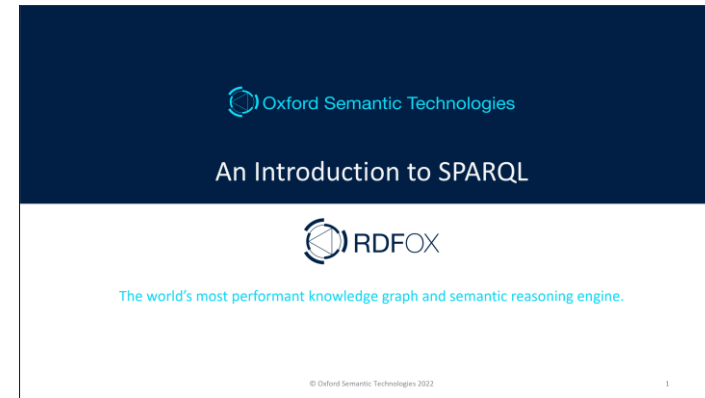 Oxford Semantic Technologies
An Introduction to SPARQL
RDFOX
The world's most performant knowledge graph and semantic reasoning engine.
© Oxford Semantic Technologies 2022
1